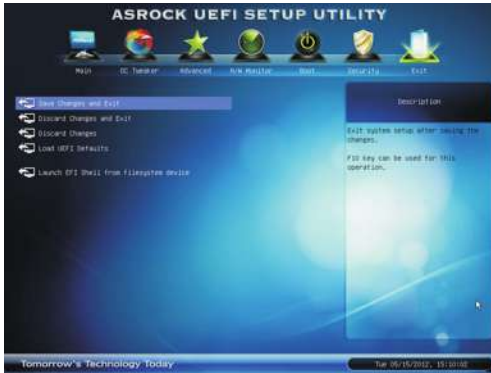 ASROCK UEFI SETUP UTILITY
Main OC Tweaker Advanced H/W Monitor Boot Security Exit
Save Changes and Exit
Discard Changes and Exit
Discard Changes
Load UEFI Defaults
Launch EFI Shell from filesystem device
Description
Exit system setup after saving the
changes.
F10 key can be used for this
operation.
Tomorrow's Technology Today
Tue 05/15/2012, 15:10:02